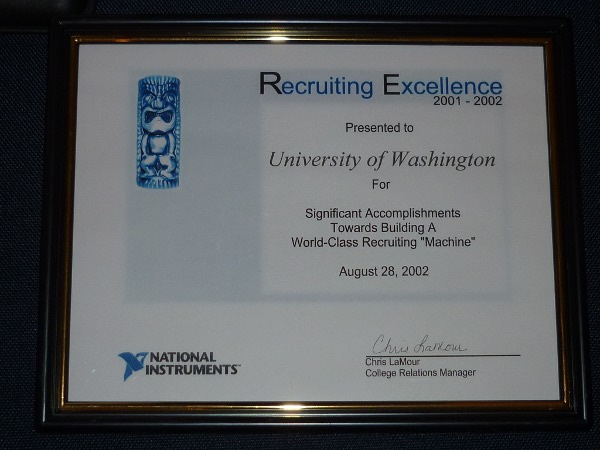 Recruiting Excellence
2001 - 2002
Presented to
University of Washington
For
Significant Accomplishments
Towards Building A
World-Class Recruiting "Machine"
August 28, 2002
Chris LaMour
Chris LaMour
College Relations Manager
NATIONAL
INSTRUMENTS™